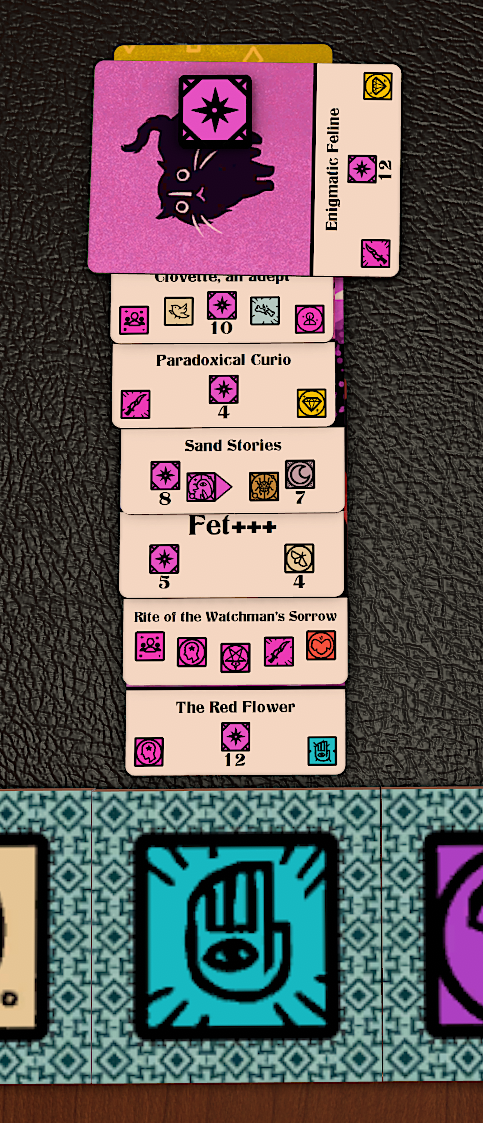 Enigmatic Feline
12
Clovette, an adept
10
Paradoxical Curio
4
Sand Stories
8 7
Fet+++
5 4
Rite of the Watchman's Sorrow
The Red Flower
12